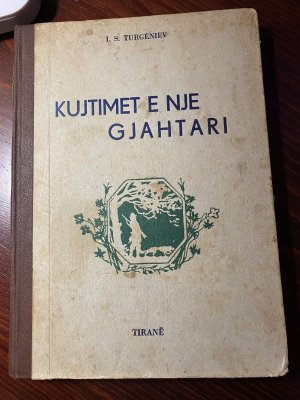 I. S. TURGENIEV
KUJTIMET E NJE
GJAHTARI
TIRANË